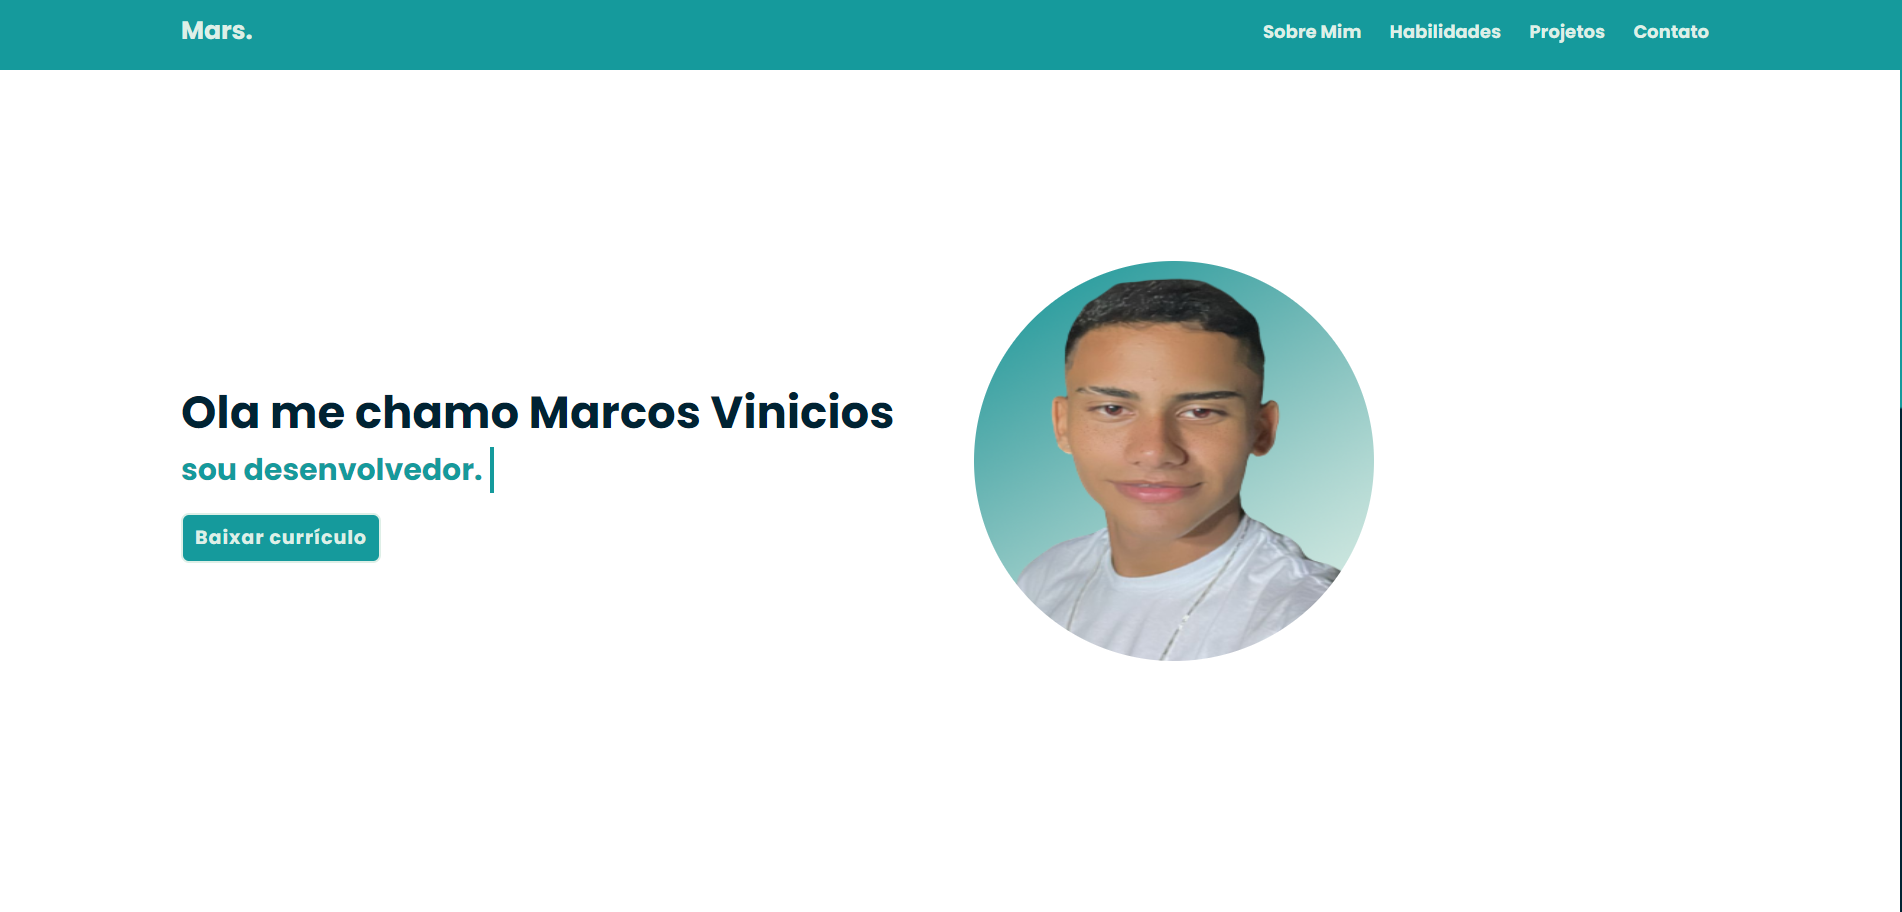 Mars.
Sobre Mim
Habilidades
Projetos
Contato
Ola me chamo Marcos Vinicios
sou desenvolvedor.
Baixar currículo